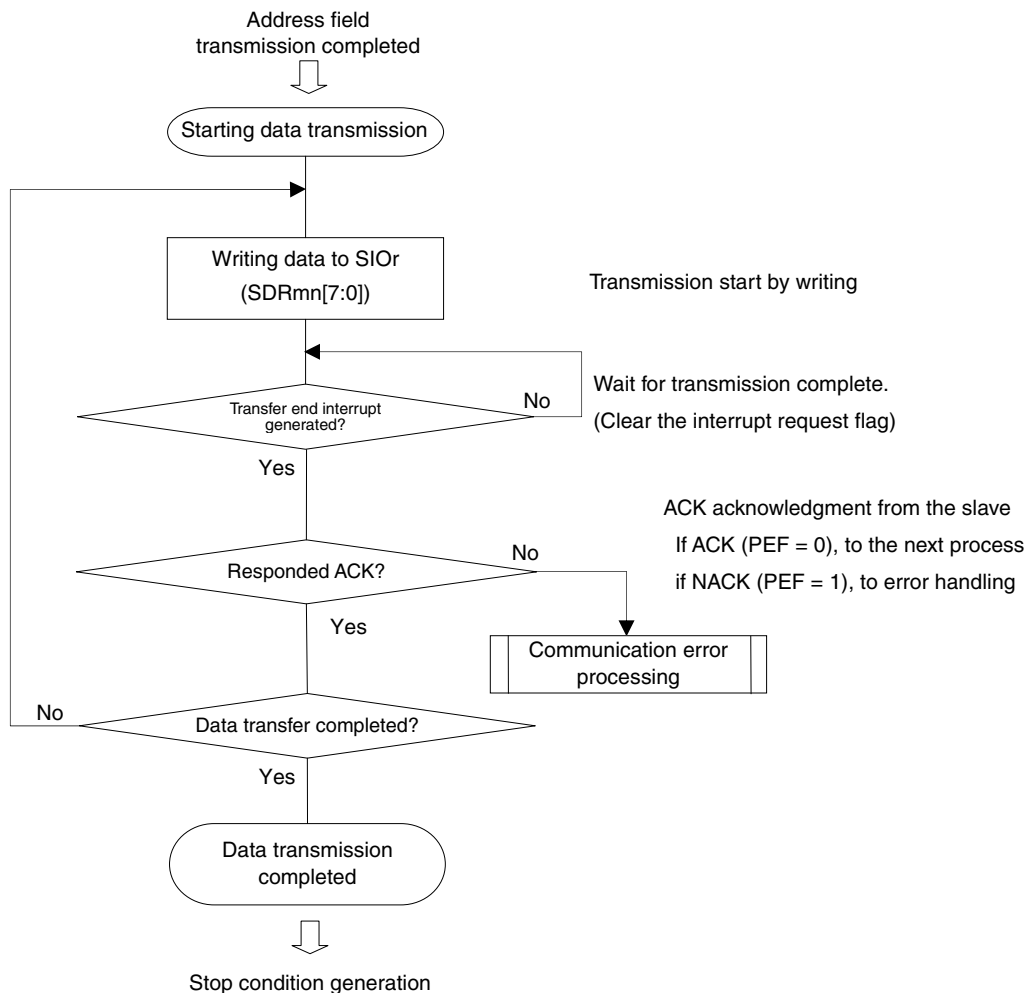 Address field
transmission completed
Starting data transmission
Writing data to SIOr
(SDRmn[7:0])
Transmission start by writing
Transfer end interrupt
generated?
No
Wait for transmission complete.
(Clear the interrupt request flag)
Yes
Responded ACK?
No
ACK acknowledgment from the slave
If ACK (PEF = 0), to the next process
if NACK (PEF = 1), to error handling
Yes
Communication error
processing
No
Data transfer completed?
Yes
Data transmission
completed
Stop condition generation